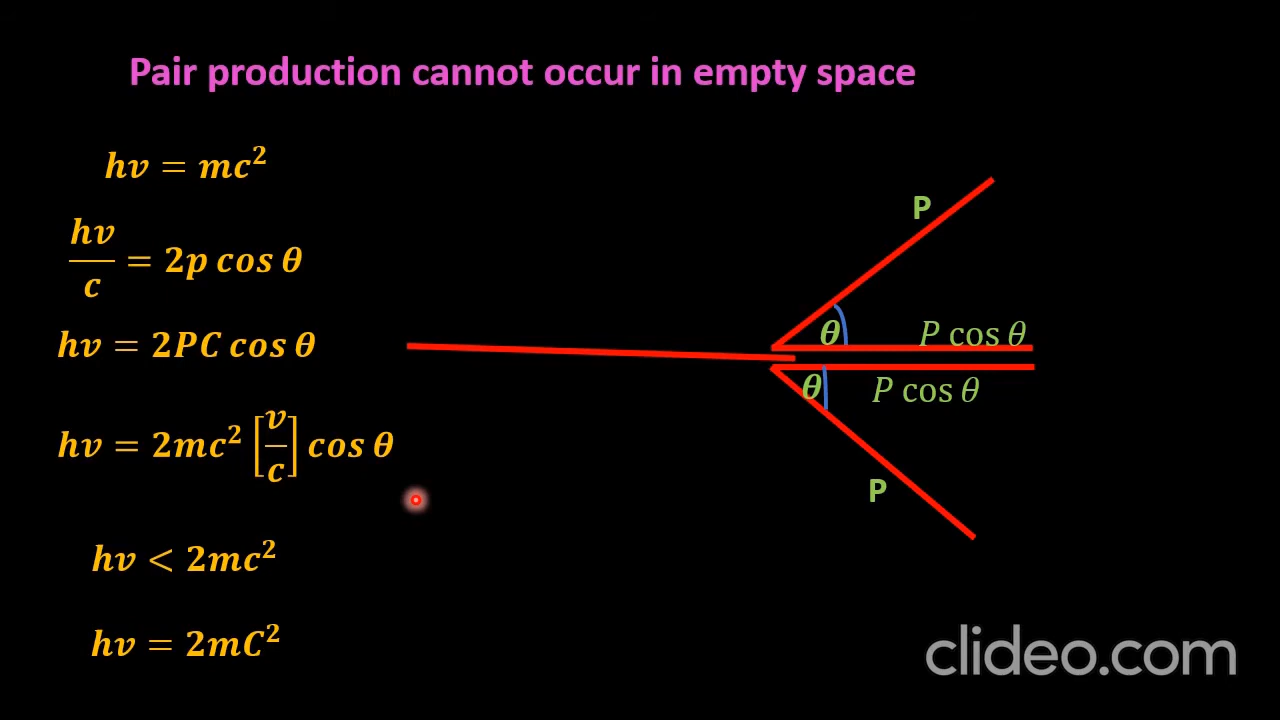 Pair production cannot occur in empty space
hv = mc²
hv/c = 2p cos θ
hv = 2PC cos θ
hv = 2mc² [v/c] cos θ
hv < 2mc²
hv = 2mC²
P
θ P cos θ
θ P cos θ
P
clideo.com